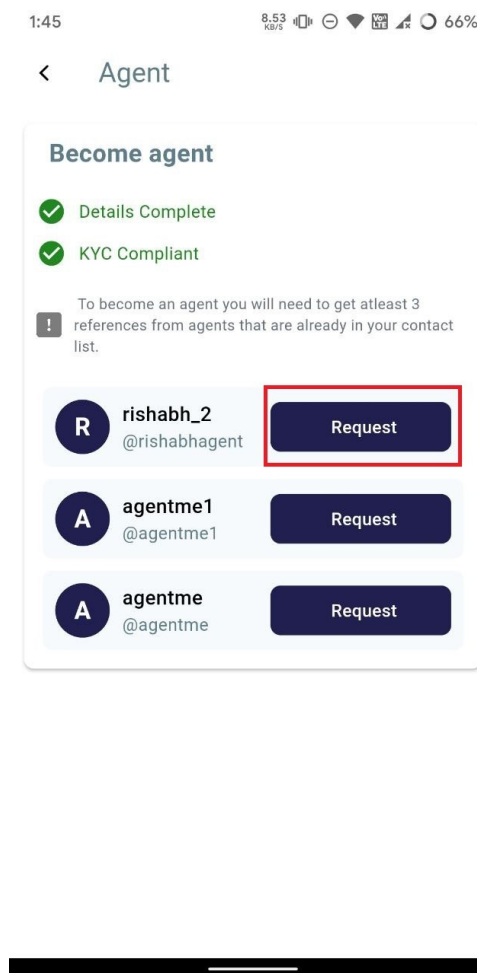 1:45 8.53 KB/S VoA LTE 66%
Agent
Become agent
Details Complete
KYC Compliant
To become an agent you will need to get atleast 3
! references from agents that are already in your contact
list.
R rishabh_2 Request
@rishabhagent
A agentme1 Request
@agentme1
A agentme Request
@agentme